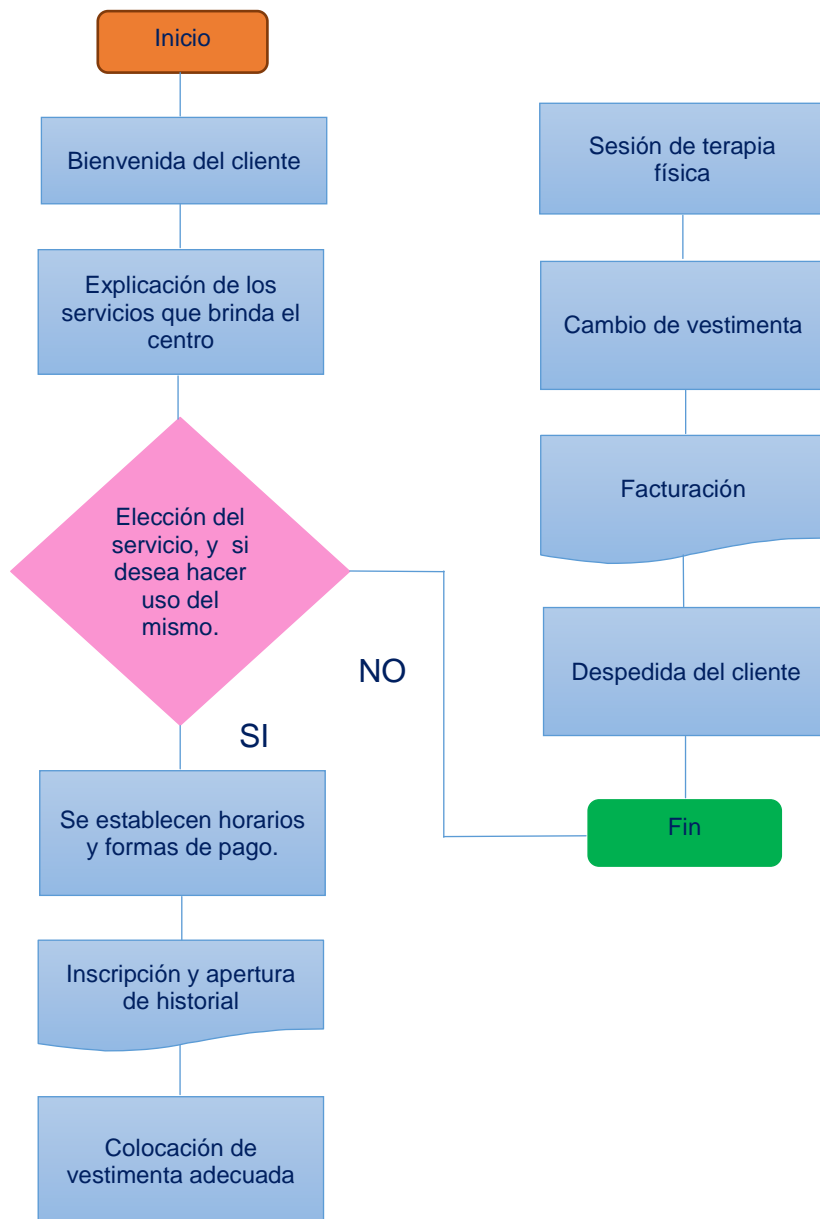 Inicio
Bienvenida del cliente
Explicación de los
servicios que brinda el
centro
Elección del
servicio, y si
desea hacer
uso del
mismo.
NO
SI
Se establecen horarios
y formas de pago.
Inscripción y apertura
de historial
Colocación de
vestimenta adecuada
Sesión de terapia
física
Cambio de vestimenta
Facturación
Despedida del cliente
Fin